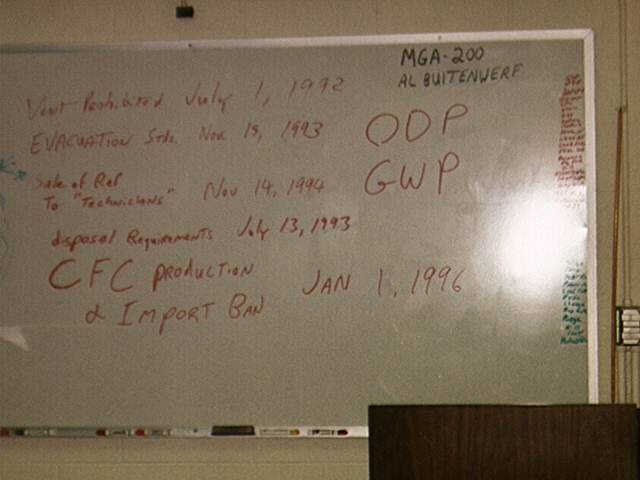 MGA-200
AL BUITENWERF
Vent Prohibited July 1, 1992
EVACUATION Stds. Nov 15, 1993
ODP
Sale of Ref
To "Technicians" Nov 14, 1994
GWP
disposal Requirements July 13, 1993
CFC PRODUCTION
& IMPORT BAN JAN 1, 1996